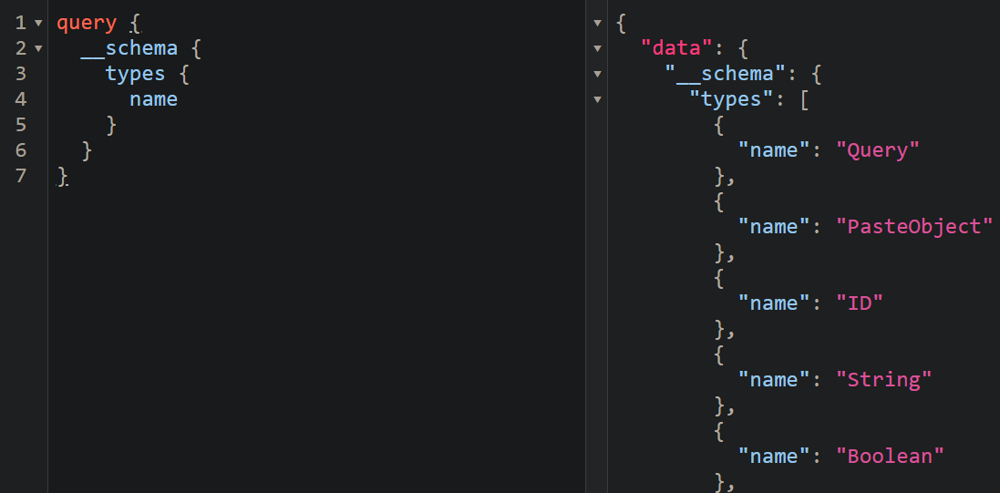 1 query {
2   __schema {
3     types {
4       name
5     }
6   }
7 }
{
  "data": {
    "__schema": {
      "types": [
        {
          "name": "Query"
        },
        {
          "name": "PasteObject"
        },
        {
          "name": "ID"
        },
        {
          "name": "String"
        },
        {
          "name": "Boolean"
        },